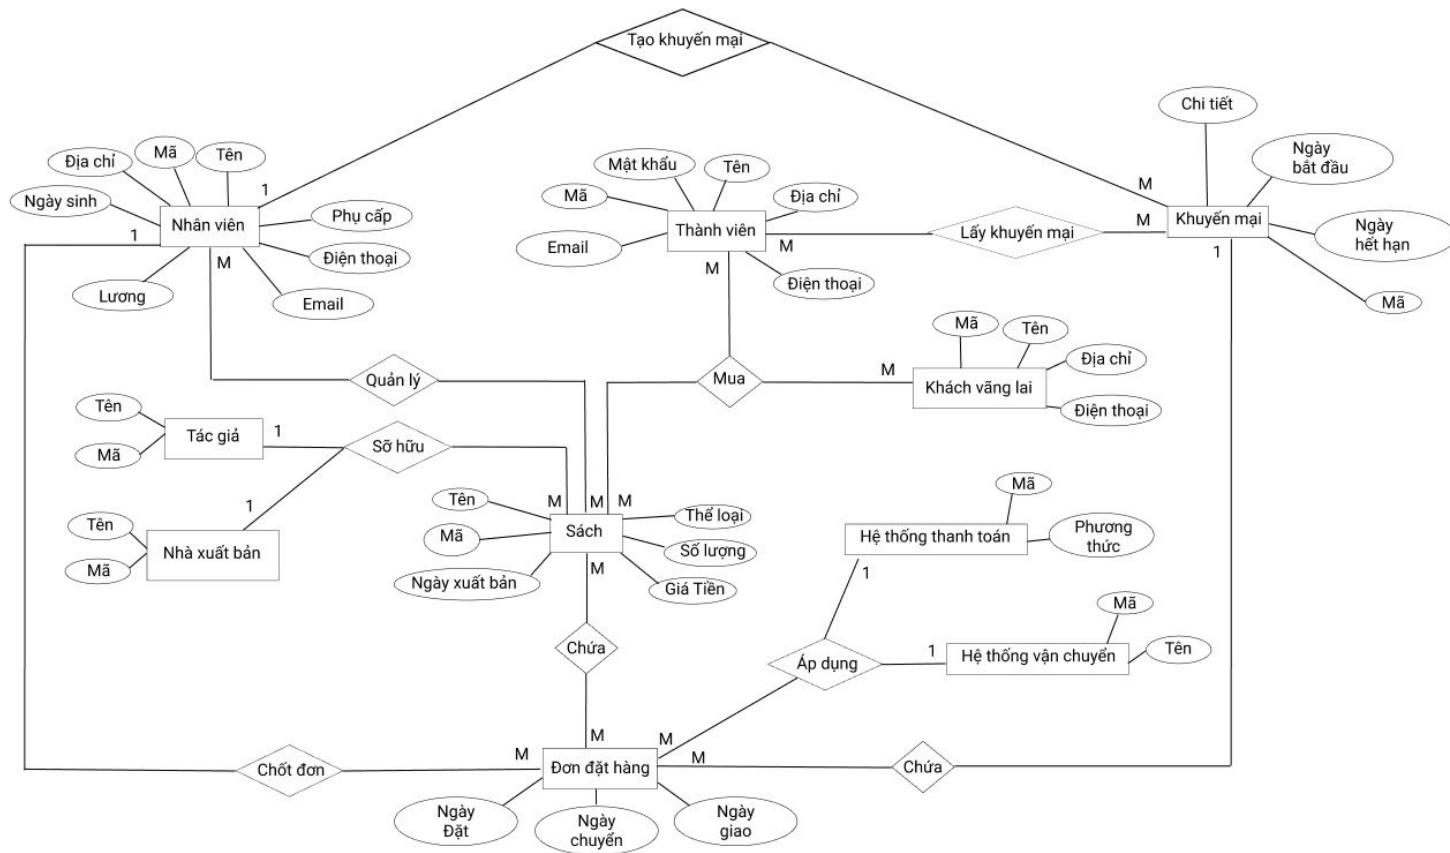 Tạo khuyến mại
Chi tiết
Mã
Tên
Địa chỉ
Ngày sinh
Nhân viên
Phụ cấp
Điện thoại
Email
Lương
1
1
M
Mật khẩu
Tên
Mã
Địa chỉ
Thành viên
Email
Điện thoại
M
M
Lấy khuyến mại
M
M
Khuyến mại
1
Ngày
bắt đầu
Ngày
hết hạn
Mã
Quản lý
Mua
M
Mã
Tên
Địa chỉ
Khách vãng lai
Điện thoại
Tên
Mã
Tác giả
1
Sỡ hữu
1
Tên
Mã
Nhà xuất bản
M
M
M
Tên
Mã
Ngày xuất bản
Sách
Thể loại
Số lượng
Giá Tiền
M
Mã
Hệ thống thanh toán
Phương
thức
1
Chứa
Áp dụng
1
Mã
Hệ thống vận chuyển
Tên
Chốt đơn
M
M
M
M
Đơn đặt hàng
Chứa
Ngày
Đặt
Ngày
chuyển
Ngày
giao